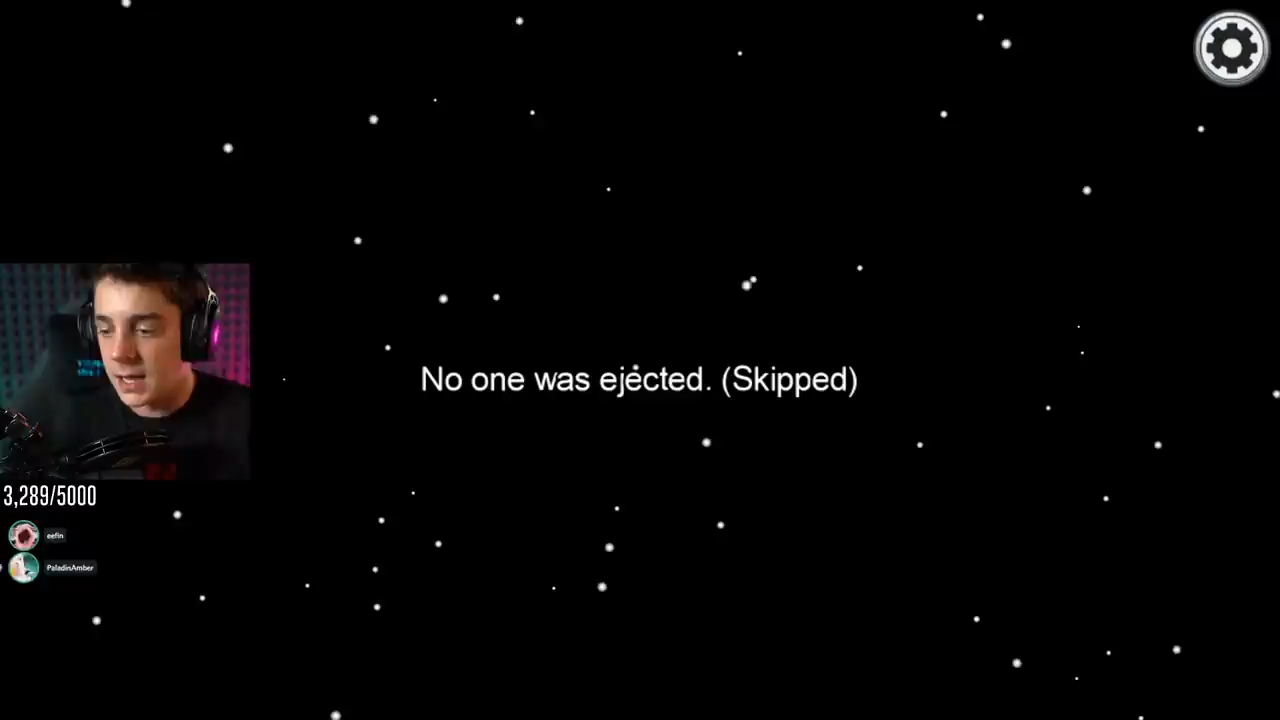 No one was ejected. (Skipped)
3,289/5000
eefin
PaladinAmber